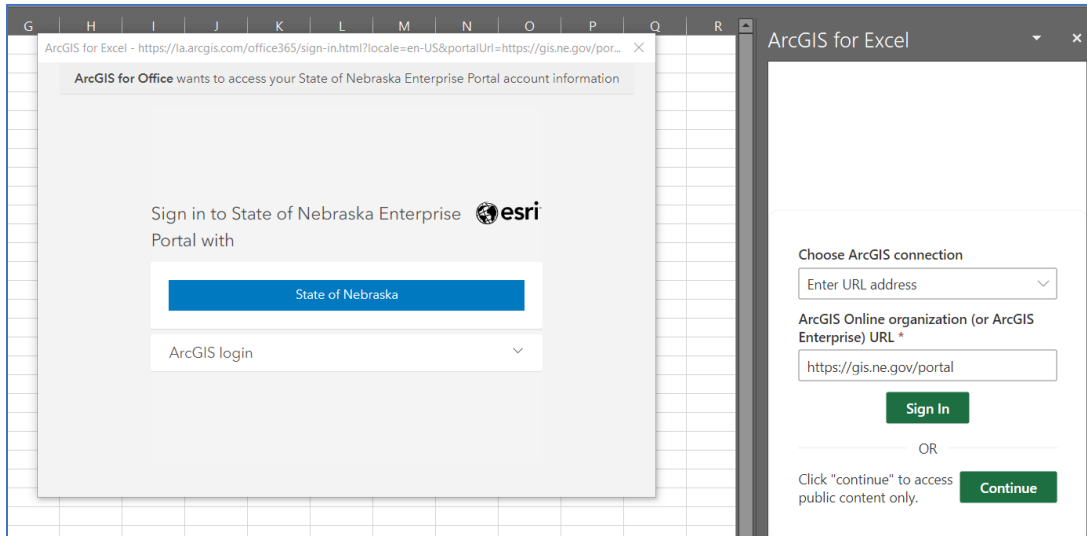 G H I J K L M N O P Q R
ArcGIS for Excel - https://la.arcgis.com/office365/sign-in.html?locale=en-US&portalUrl=https://gis.ne.gov/por...
ArcGIS for Office wants to access your State of Nebraska Enterprise Portal account information
Sign in to State of Nebraska Enterprise
Portal with
esri
State of Nebraska
ArcGIS login
ArcGIS for Excel
Choose ArcGIS connection
Enter URL address
ArcGIS Online organization (or ArcGIS
Enterprise) URL *
https://gis.ne.gov/portal
Sign In
OR
Click "continue" to access
public content only.
Continue